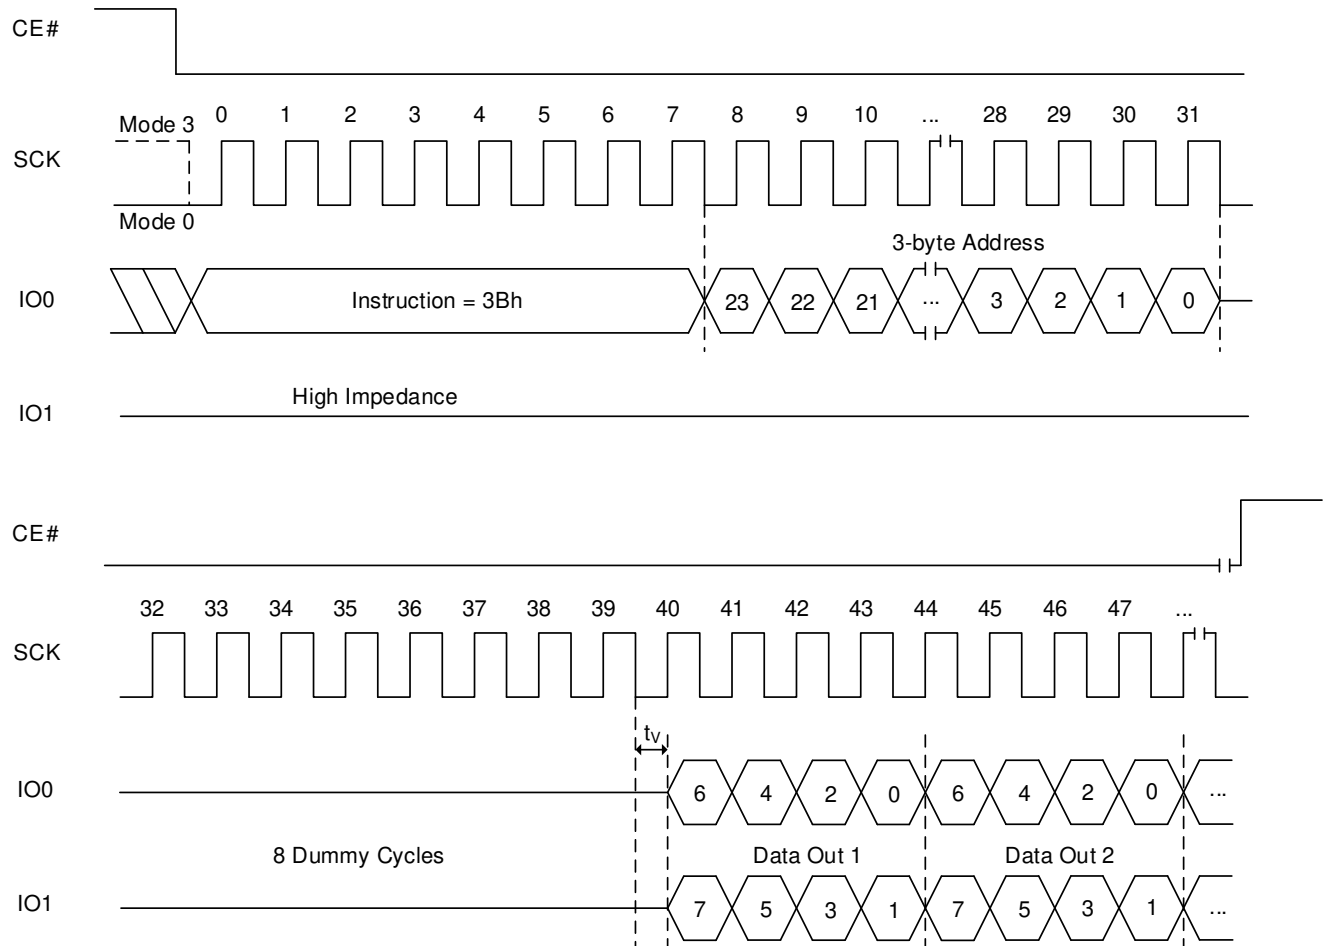 CE#
Mode 3
0 1 2 3 4 5 6 7 8 9 10 ... 28 29 30 31
SCK
Mode 0
3-byte Address
IO0
Instruction = 3Bh
23 22 21 ... 3 2 1 0
High Impedance
IO1
CE#
32 33 34 35 36 37 38 39 40 41 42 43 44 45 46 47 ...
SCK
tV
IO0
6 4 2 0 6 4 2 0 ...
8 Dummy Cycles
Data Out 1
Data Out 2
IO1
7 5 3 1 7 5 3 1 ...